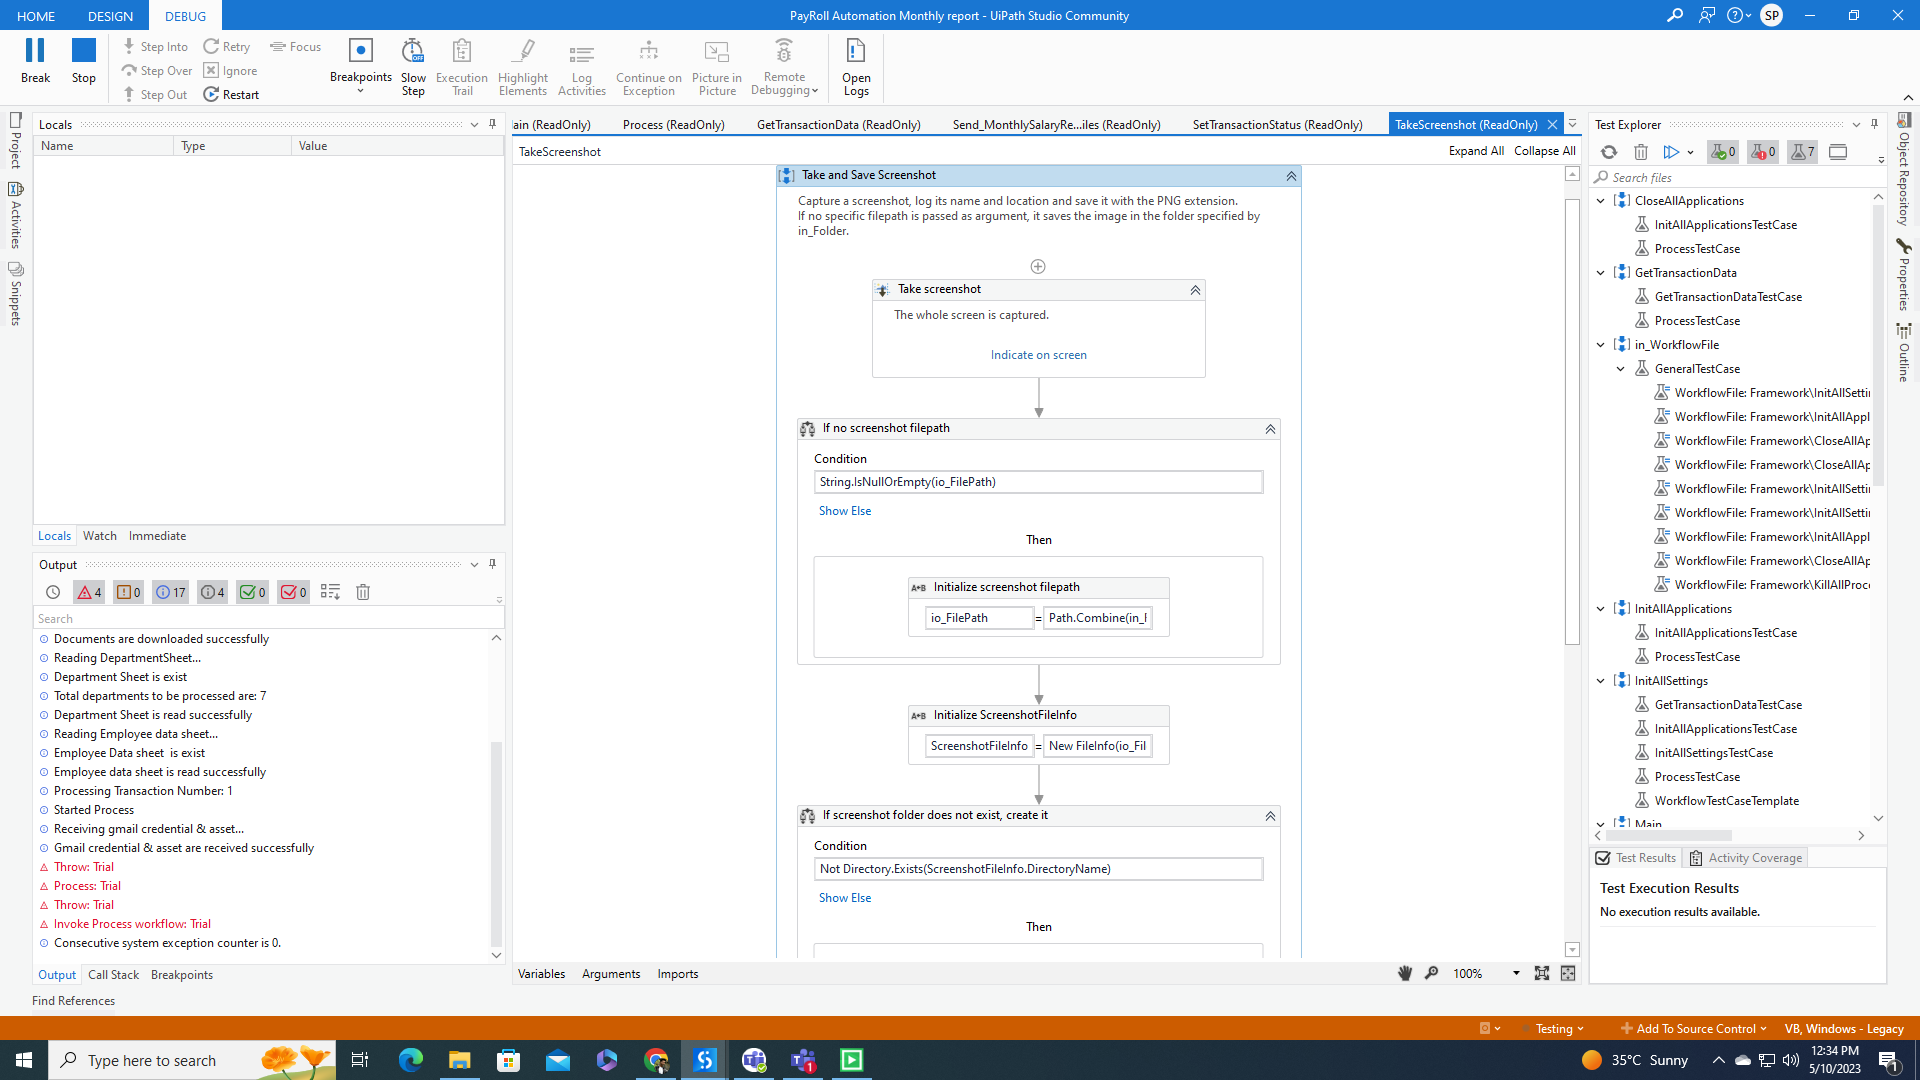 HOME DESIGN DEBUG
PayRoll Automation Monthly report - UiPath Studio Community
SP
Break
Stop
Step Into
Step Over
Step Out
Retry
Ignore
Restart
Focus
Breakpoints
Slow Step
Execution Trail
Highlight Elements
Log Activities
Continue on Exception
Picture in Picture
Remote Debugging
Open Logs
Project
Activities
Snippets
Locals
Name Type Value
Locals Watch Immediate
Output
4 0 17 4 0 0
Search
Documents are downloaded successfully
Reading DepartmentSheet...
Department Sheet is exist
Total departments to be processed are: 7
Department Sheet is read successfully
Reading Employee data sheet...
Employee Data sheet  is exist
Employee data sheet is read successfully
Processing Transaction Number: 1
Started Process
Receiving gmail credential & asset...
Gmail credential & asset are received successfully
Throw: Trial
Process: Trial
Throw: Trial
Invoke Process workflow: Trial
Consecutive system exception counter is 0.
Output Call Stack Breakpoints
Find References
lain (ReadOnly) Process (ReadOnly) GetTransactionData (ReadOnly) Send_MonthlySalaryRe...iles (ReadOnly) SetTransactionStatus (ReadOnly) TakeScreenshot (ReadOnly)
TakeScreenshot
Expand All Collapse All
Take and Save Screenshot
Capture a screenshot, log its name and location and save it with the PNG extension.
If no specific filepath is passed as argument, it saves the image in the folder specified by
in_Folder.
Take screenshot
The whole screen is captured.
Indicate on screen
If no screenshot filepath
Condition
String.IsNullOrEmpty(io_FilePath)
Show Else
Then
A*B Initialize screenshot filepath
io_FilePath = Path.Combine(in_F
A*B Initialize ScreenshotFileInfo
ScreenshotFileInfo = New FileInfo(io_Fil
If screenshot folder does not exist, create it
Condition
Not Directory.Exists(ScreenshotFileInfo.DirectoryName)
Show Else
Then
Variables Arguments Imports
100%
Test Explorer
0 0 7
Search files
CloseAllApplications
InitAllApplicationsTestCase
ProcessTestCase
GetTransactionData
GetTransactionDataTestCase
ProcessTestCase
in_WorkflowFile
GeneralTestCase
WorkflowFile: Framework\InitAllSetti
WorkflowFile: Framework\InitAllAppl
WorkflowFile: Framework\CloseAllAp
WorkflowFile: Framework\CloseAllAp
WorkflowFile: Framework\InitAllSetti
WorkflowFile: Framework\InitAllSetti
WorkflowFile: Framework\InitAllAppl
WorkflowFile: Framework\CloseAllAp
WorkflowFile: Framework\KillAllProce
InitAllApplications
InitAllApplicationsTestCase
ProcessTestCase
InitAllSettings
GetTransactionDataTestCase
InitAllApplicationsTestCase
InitAllSettingsTestCase
ProcessTestCase
WorkflowTestCaseTemplate
Main
Test Results Activity Coverage
Test Execution Results
No execution results available.
Object Repository
Properties
Outline
Testing Add To Source Control VB, Windows - Legacy
Type here to search
35°C Sunny
12:34 PM
5/10/2023
1
1